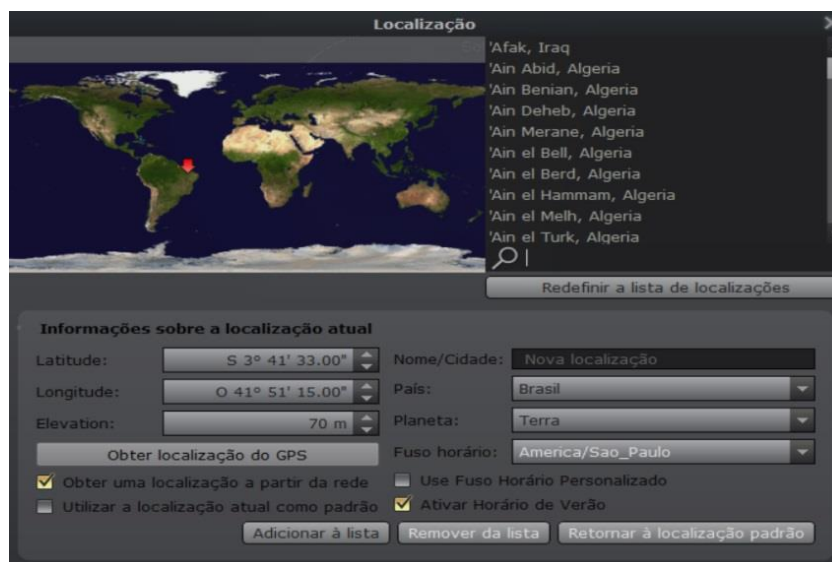 Localização
'Afak, Iraq
'Ain Abid, Algeria
'Ain Benian, Algeria
'Ain Deheb, Algeria
'Ain Merane, Algeria
'Ain el Bell, Algeria
'Ain el Berd, Algeria
'Ain el Hammam, Algeria
'Ain el Melh, Algeria
'Ain el Turk, Algeria
Redefinir a lista de localizações
Informações sobre a localização atual
Latitude: S 3º 41' 33.00" Nome/Cidade: Nova localização
Longitude: O 41º 51' 15.00" País: Brasil
Elevation: 70 m Planeta: Terra
Obter localização do GPS Fuso horário: America/Sao_Paulo
Obter uma localização a partir da rede Use Fuso Horário Personalizado
Utilizar a localização atual como padrão Ativar Horário de Verão
Adicionar à lista Remover da lista Retornar à localização padrão